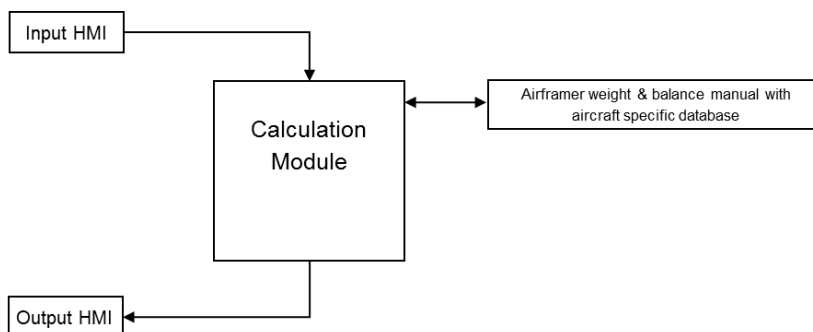 Input HMI
Calculation
Module
Airframer weight & balance manual with
aircraft specific database
Output HMI